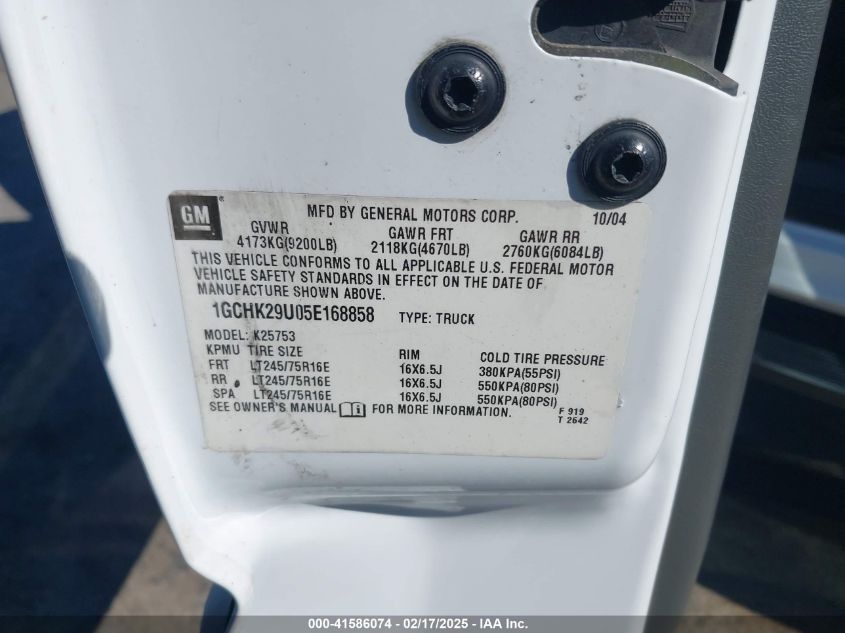 GM
MFD BY GENERAL MOTORS CORP. 10/04
GVWR GAWR FRT GAWR RR
4173KG(9200LB) 2118KG(4670LB) 2760KG(6084LB)
THIS VEHICLE CONFORMS TO ALL APPLICABLE U.S. FEDERAL MOTOR
VEHICLE SAFETY STANDARDS IN EFFECT ON THE DATE OF
MANUFACTURE SHOWN ABOVE.
1GCHK29U05E168858 TYPE: TRUCK
MODEL: K25753
KPMU TIRE SIZE RIM COLD TIRE PRESSURE
FRT LT245/75R16E 16X6.5J 380KPA(55PSI)
RR LT245/75R16E 16X6.5J 550KPA(80PSI)
SPA LT245/75R16E 16X6.5J 550KPA(80PSI)
SEE OWNER'S MANUAL i FOR MORE INFORMATION.
F 919
T 2642
000-41586074 / 02/17/2025 - IAA Inc.